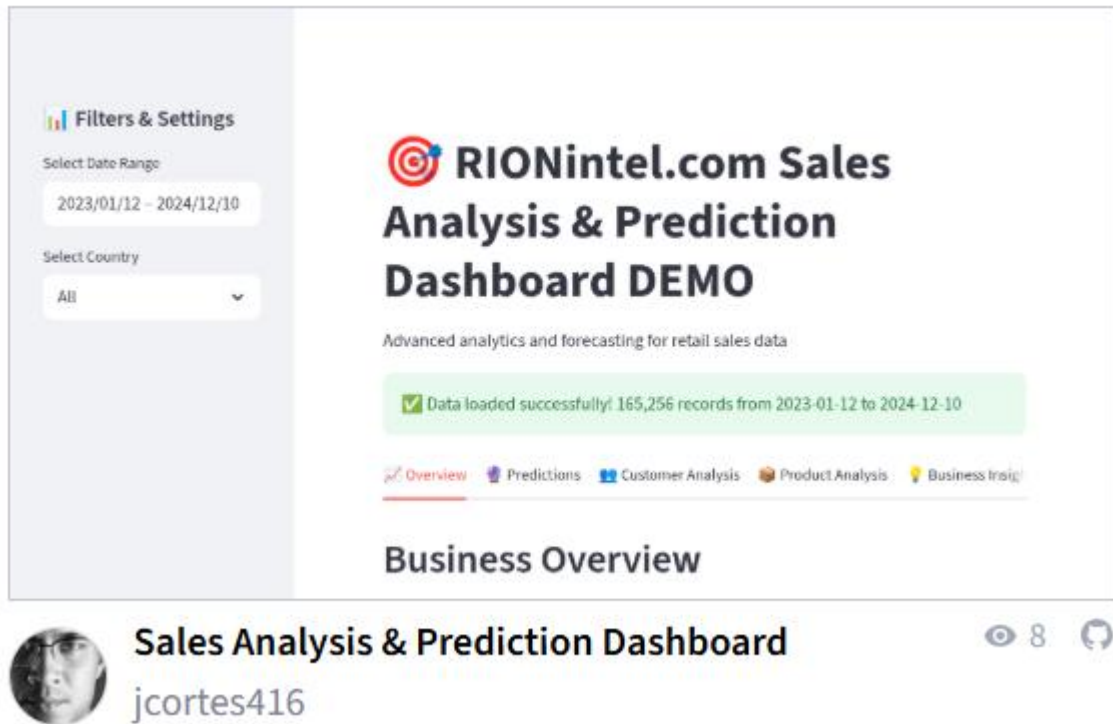 📊 Filters & Settings
Select Date Range
2023/01/12 – 2024/12/10
Select Country
All
🎯 RIONintel.com Sales
Analysis & Prediction
Dashboard DEMO
Advanced analytics and forecasting for retail sales data
✅ Data loaded successfully! 165,256 records from 2023-01-12 to 2024-12-10
📈 Overview 🔮 Predictions 👥 Customer Analysis 📦 Product Analysis 💡 Business Insig
Business Overview
Sales Analysis & Prediction Dashboard
8
jcortes416